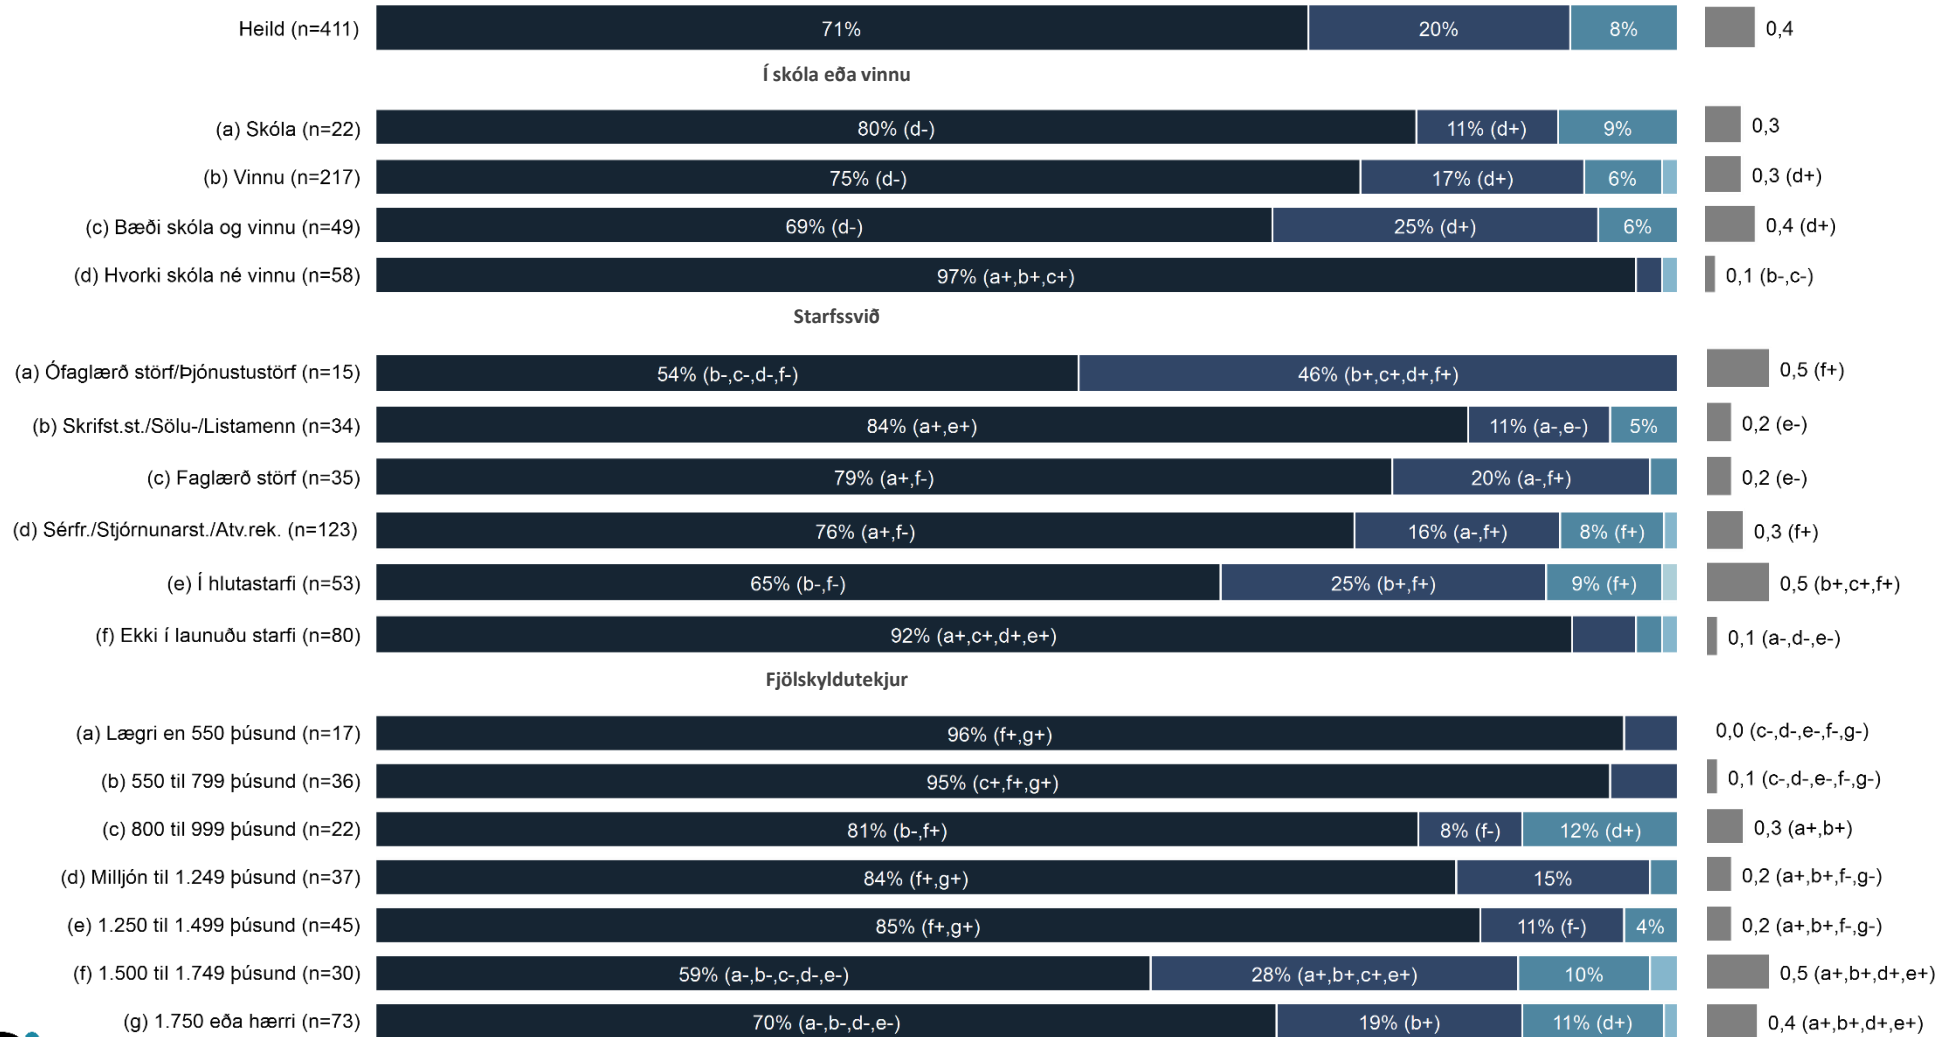 Heild (n=411) 71% 20% 8% 0,4
Í skóla eða vinnu
(a) Skóla (n=22) 80% (d-) 11% (d+) 9% 0,3
(b) Vinnu (n=217) 75% (d-) 17% (d+) 6% 0,3 (d+)
(c) Bæði skóla og vinnu (n=49) 69% (d-) 25% (d+) 6% 0,4 (d+)
(d) Hvorki skóla né vinnu (n=58) 97% (a+,b+,c+) 0,1 (b-,c-)
Starfssvið
(a) Ófaglærð störf/Þjónustustörf (n=15) 54% (b-,c-,d-,f-) 46% (b+,c+,d+,f+) 0,5 (f+)
(b) Skrifst.st./Sölu-/Listamenn (n=34) 84% (a+,e+) 11% (a-,e-) 5% 0,2 (e-)
(c) Faglærð störf (n=35) 79% (a+,f-) 20% (a-,f+) 0,2 (e-)
(d) Sérfr./Stjórnunarst./Atv.rek. (n=123) 76% (a+,f-) 16% (a-,f+) 8% (f+) 0,3 (f+)
(e) Í hlutastarfi (n=53) 65% (b-,f-) 25% (b+,f+) 9% (f+) 0,5 (b+,c+,f+)
(f) Ekki í launuðu starfi (n=80) 92% (a+,c+,d+,e+) 0,1 (a-,d-,e-)
Fjölskyldutekjur
(a) Lægri en 550 þúsund (n=17) 96% (f+,g+) 0,0 (c-,d-,e-,f-,g-)
(b) 550 til 799 þúsund (n=36) 95% (c+,f+,g+) 0,1 (c-,d-,e-,f-,g-)
(c) 800 til 999 þúsund (n=22) 81% (b-,f+) 8% (f-) 12% (d+) 0,3 (a+,b+)
(d) Milljón til 1.249 þúsund (n=37) 84% (f+,g+) 15% 0,2 (a+,b+,f-,g-)
(e) 1.250 til 1.499 þúsund (n=45) 85% (f+,g+) 11% (f-) 4% 0,2 (a+,b+,f-,g-)
(f) 1.500 til 1.749 þúsund (n=30) 59% (a-,b-,c-,d-,e-) 28% (a+,b+,c+,e+) 10% 0,5 (a+,b+,d+,e+)
(g) 1.750 eða hærri (n=73) 70% (a-,b-,d-,e-) 19% (b+) 11% (d+) 0,4 (a+,b+,d+,e+)